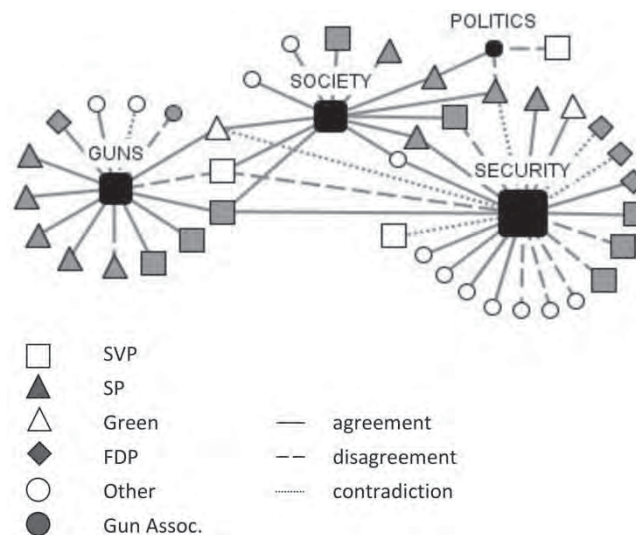 POLITICS
SOCIETY
GUNS
SECURITY
SVP
SP
Green
agreement
FDP
disagreement
Other
contradiction
Gun Assoc.